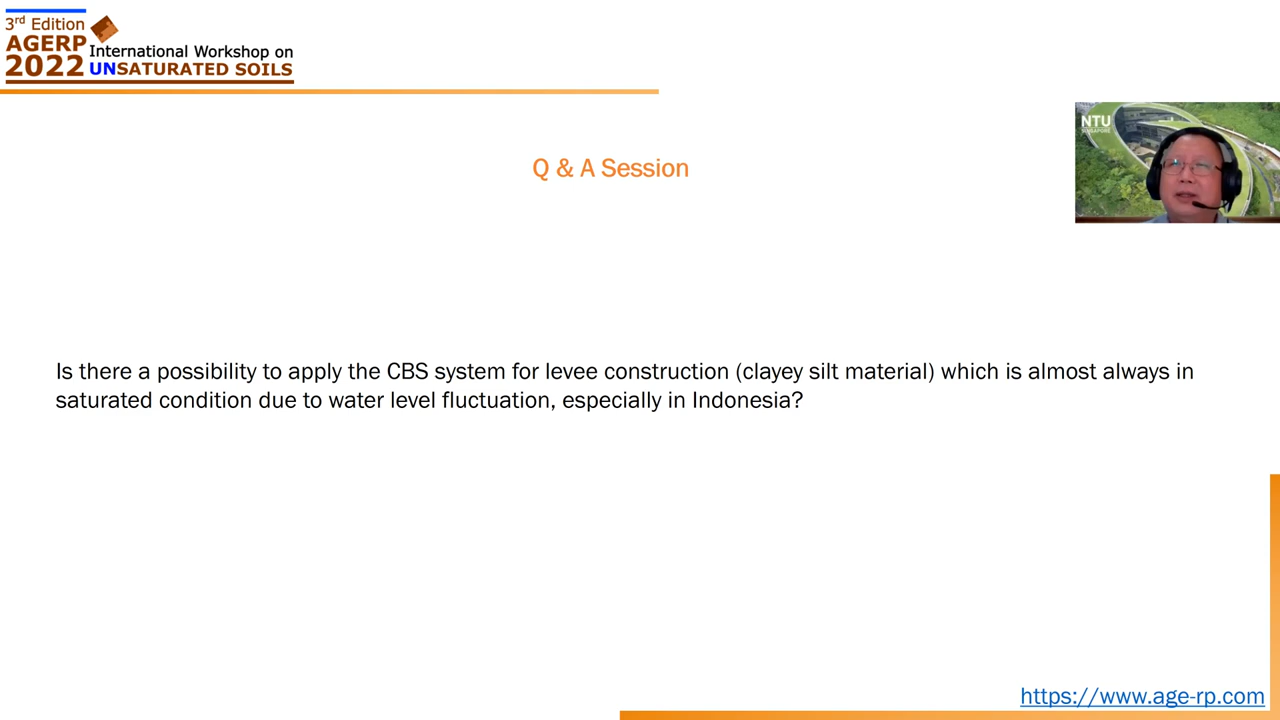 3rd Edition
AGERP
2022
International Workshop on
UNSATURATED SOILS
NTU
SINGAPORE
Q & A Session
Is there a possibility to apply the CBS system for levee construction (clayey silt material) which is almost always in
saturated condition due to water level fluctuation, especially in Indonesia?
https://www.age-rp.com